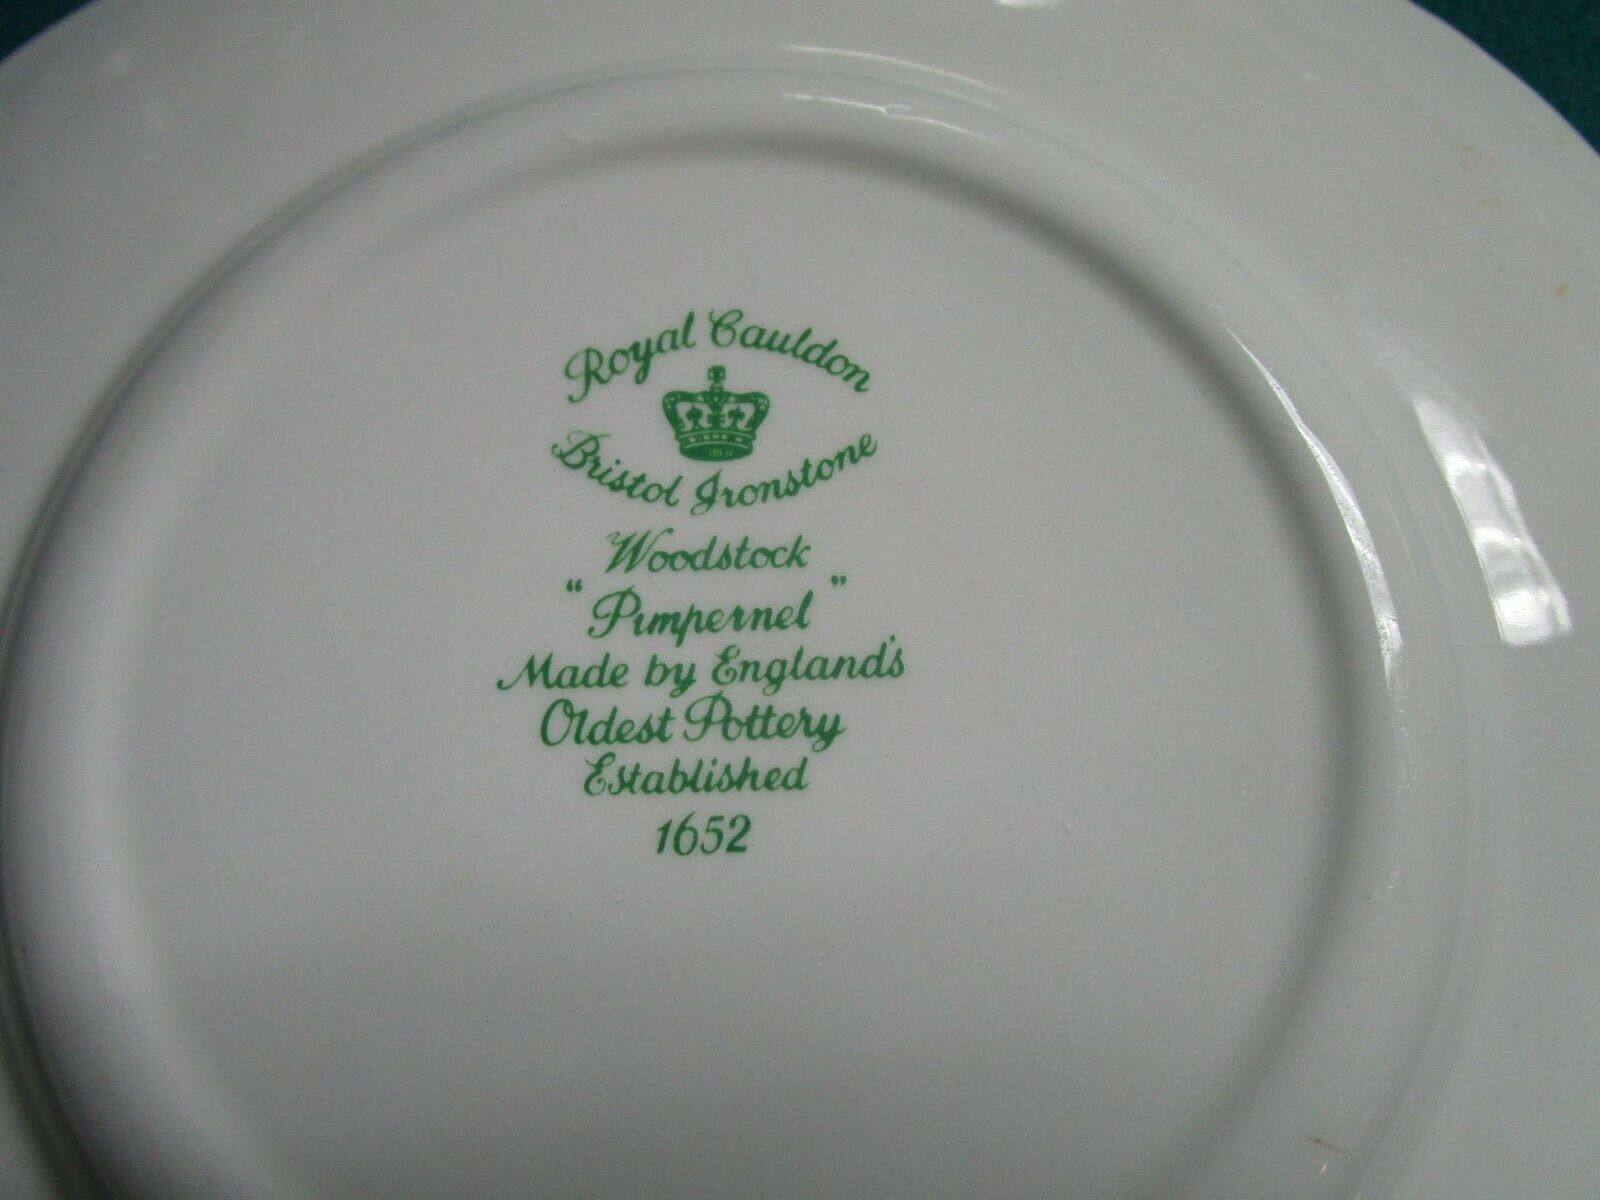 Royal Cauldon
Bristol Ironstone
Woodstock
"Pimpernel"
Made by England's
Oldest Pottery
Established
1652